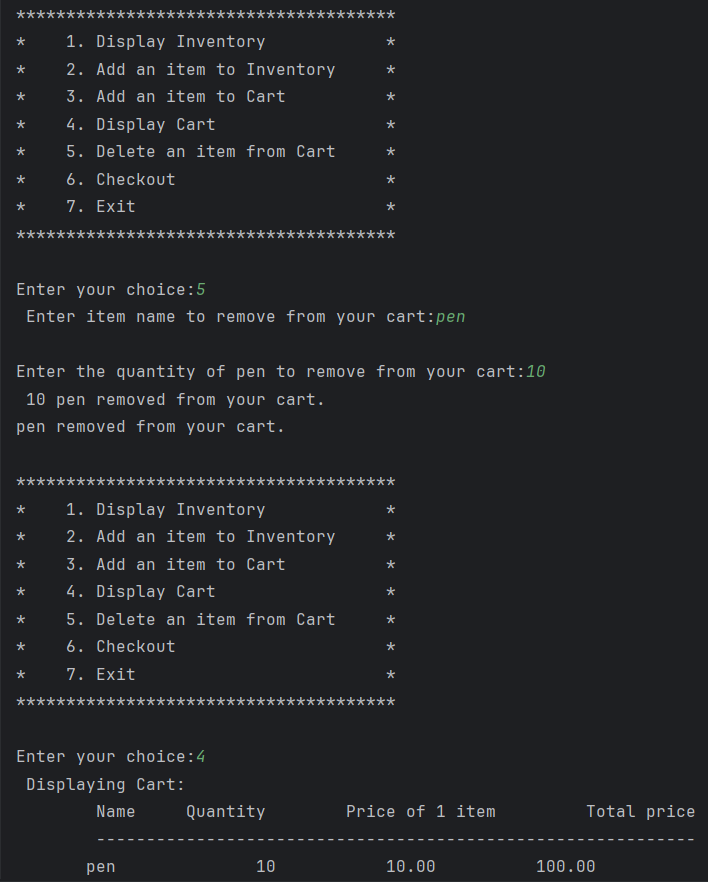 **************************************
*    1. Display Inventory            *
*    2. Add an item to Inventory     *
*    3. Add an item to Cart          *
*    4. Display Cart                 *
*    5. Delete an item from Cart     *
*    6. Checkout                     *
*    7. Exit                         *
**************************************
Enter your choice:5
 Enter item name to remove from your cart:pen
Enter the quantity of pen to remove from your cart:10
 10 pen removed from your cart.
pen removed from your cart.
**************************************
*    1. Display Inventory            *
*    2. Add an item to Inventory     *
*    3. Add an item to Cart          *
*    4. Display Cart                 *
*    5. Delete an item from Cart     *
*    6. Checkout                     *
*    7. Exit                         *
**************************************
Enter your choice:4
 Displaying Cart:
        Name     Quantity        Price of 1 item         Total price
        ------------------------------------------------------------
       pen              10           10.00          100.00